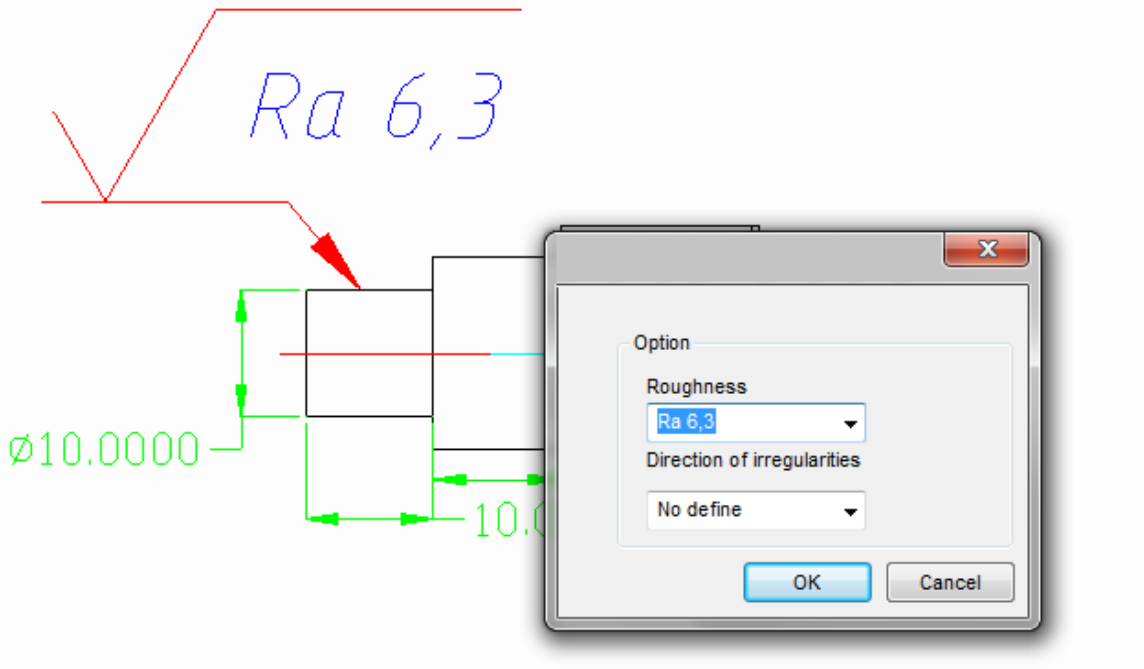 Ra 6,3
Option
Roughness
Ra 6,3
Direction of irregularities
No define
OK
Cancel
ø10.0000